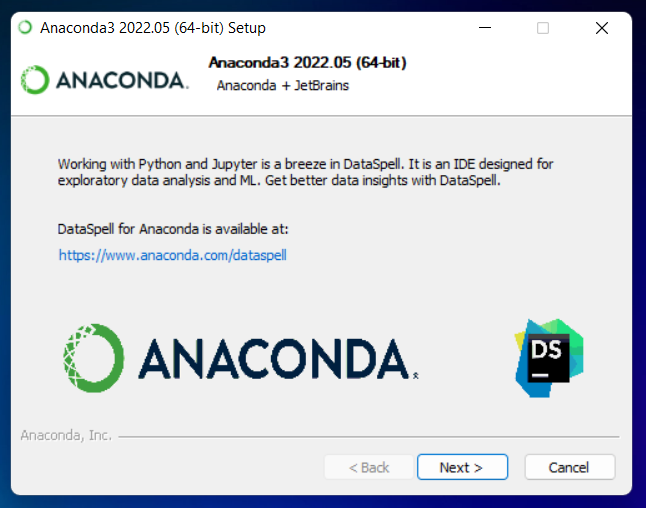 Anaconda3 2022.05 (64-bit) Setup
ANACONDA.
Anaconda3 2022.05 (64-bit)
Anaconda + JetBrains
Working with Python and Jupyter is a breeze in DataSpell. It is an IDE designed for
exploratory data analysis and ML. Get better data insights with DataSpell.
DataSpell for Anaconda is available at:
https://www.anaconda.com/dataspell
ANACONDA.
DS
Anaconda, Inc.
< Back
Next >
Cancel